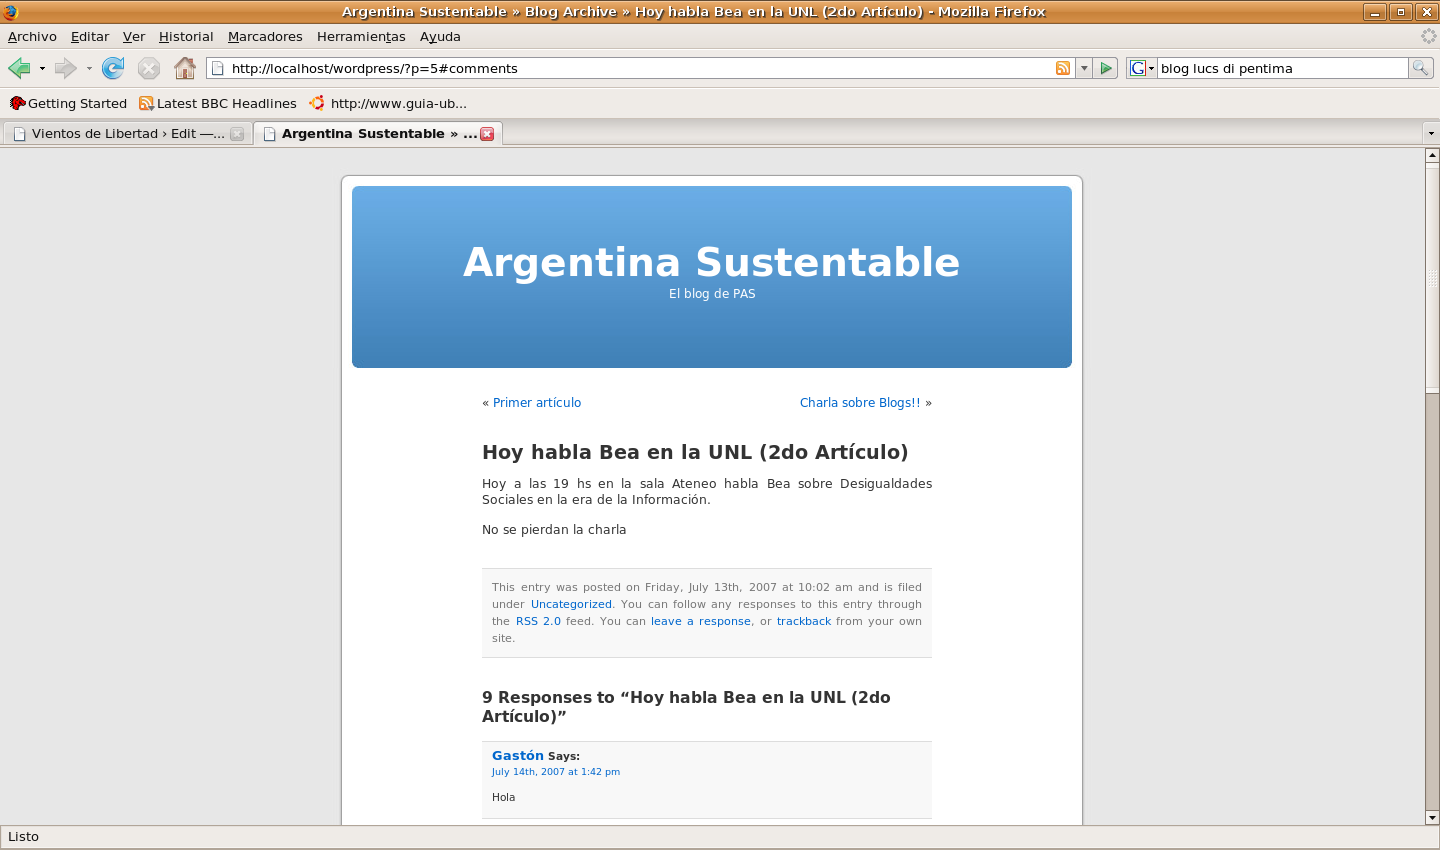 Argentina Sustentable » Blog Archive » Hoy habla Bea en la UNL (2do Artículo) - Mozilla Firefox
Archivo Editar Ver Historial Marcadores Herramientas Ayuda
http://localhost/wordpress/?p=5#comments
blog lucs di pentima
Getting Started Latest BBC Headlines http://www.guia-ub...
Vientos de Libertad › Edit —... Argentina Sustentable » ...
Argentina Sustentable
El blog de PAS
« Primer artículo Charla sobre Blogs!! »
Hoy habla Bea en la UNL (2do Artículo)
Hoy a las 19 hs en la sala Ateneo habla Bea sobre Desigualdades
Sociales en la era de la Información.
No se pierdan la charla
This entry was posted on Friday, July 13th, 2007 at 10:02 am and is filed
under Uncategorized. You can follow any responses to this entry through
the RSS 2.0 feed. You can leave a response, or trackback from your own
site.
9 Responses to “Hoy habla Bea en la UNL (2do
Artículo)”
Gastón Says:
July 14th, 2007 at 1:42 pm
Hola
Listo